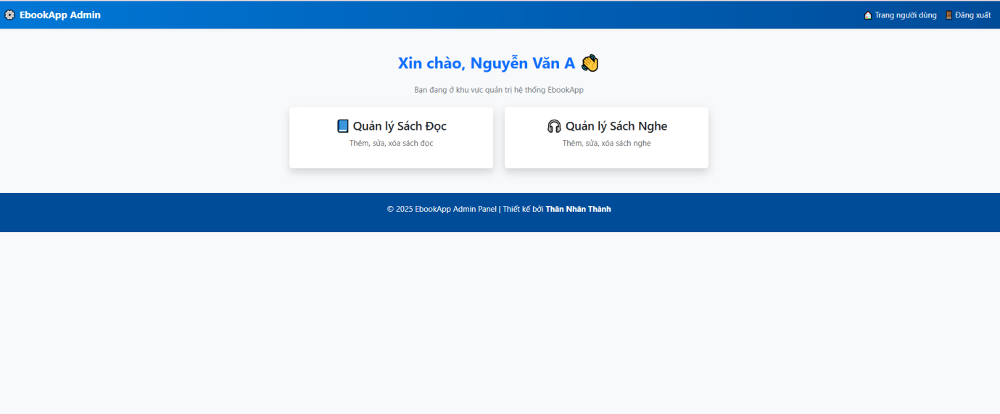 EbookApp Admin
Trang người dùng
Đăng xuất
Xin chào, Nguyễn Văn A
Bạn đang ở khu vực quản trị hệ thống EbookApp
Quản lý Sách Đọc
Thêm, sửa, xóa sách đọc
Quản lý Sách Nghe
Thêm, sửa, xóa sách nghe
© 2025 EbookApp Admin Panel | Thiết kế bởi Thân Nhân Thành